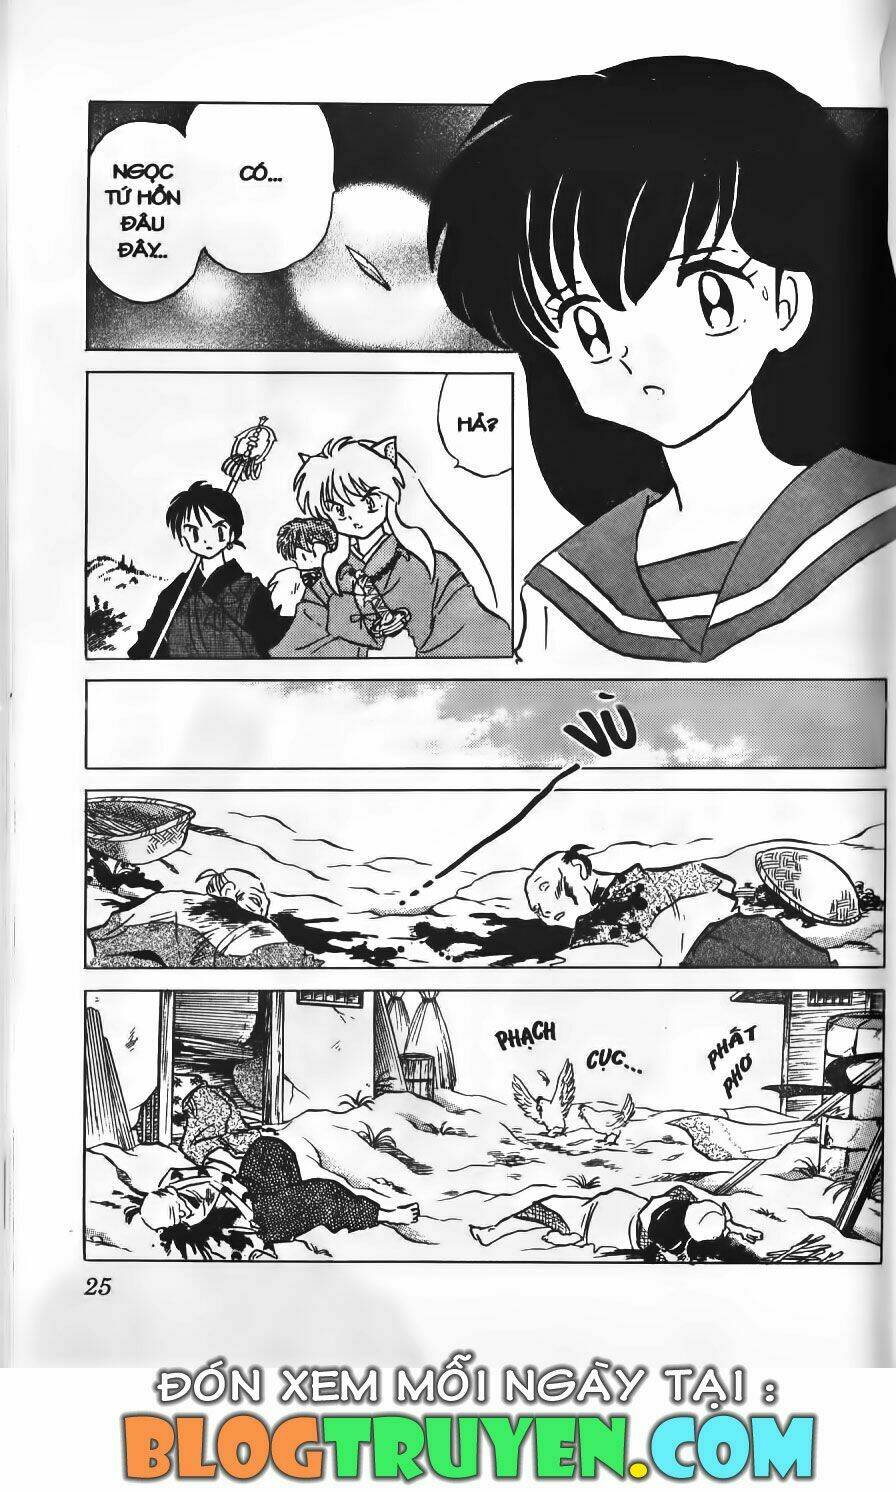 CÓ...
NGỌC
TỨ HỒN
ĐÂU
ĐÂY...
HẢ?
VÙ
PHẠCH
CỤC...
PHÁT
PHƠ
25
ĐÓN XEM MỖI NGÀY TẠI :
BLOGTRUYEN.COM